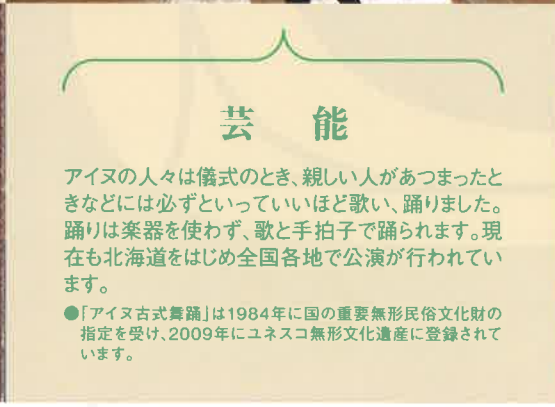 芸 能
アイヌの人々は儀式のとき、親しい人があつまったと
きなどには必ずといっていいほど歌い、踊りました。
踊りは楽器を使わず、歌と手拍子で踊られます。現
在も北海道をはじめ全国各地で公演が行われてい
ます。
●「アイヌ古式舞踊」は1984年に国の重要無形民俗文化財の
指定を受け、2009年にユネスコ無形文化遺産に登録されて
います。